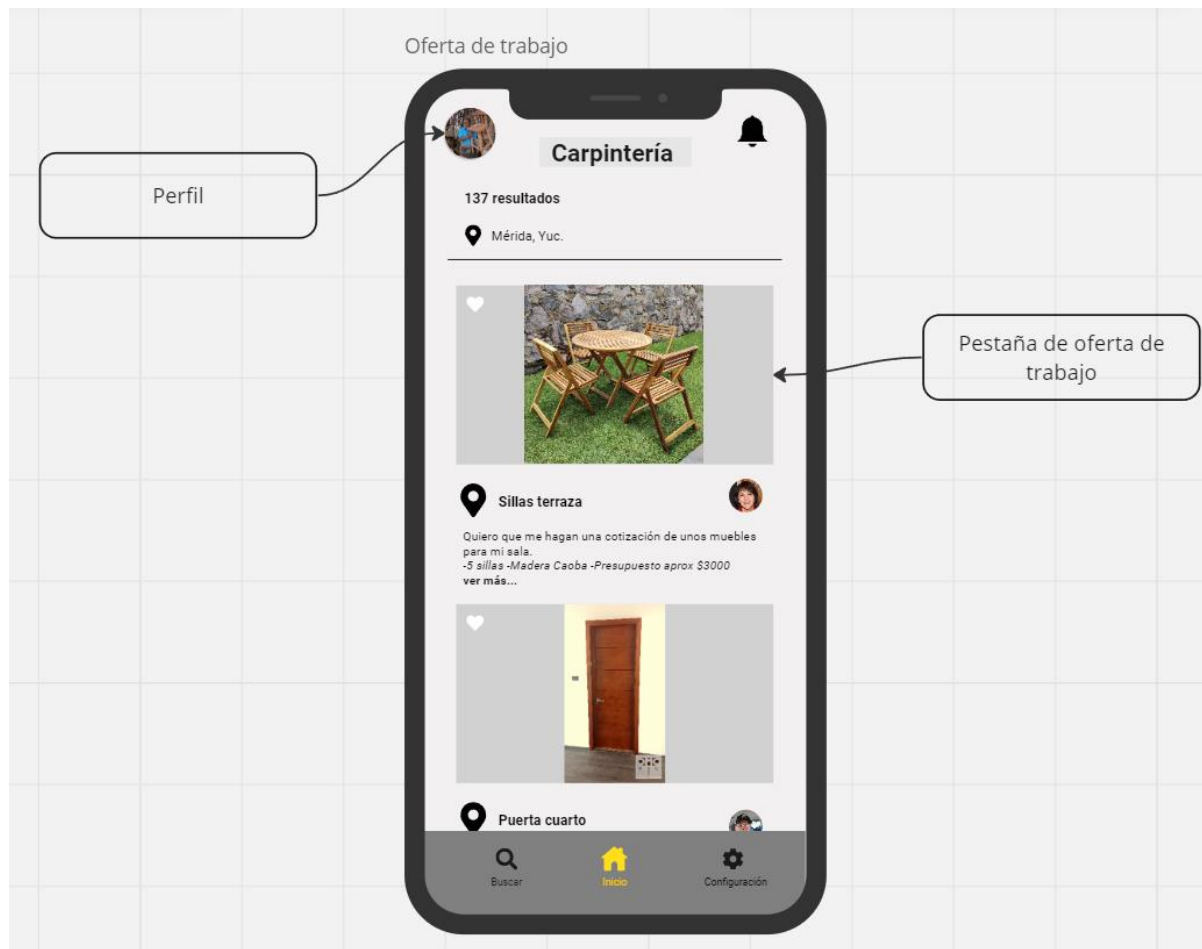 Oferta de trabajo
Carpintería
Perfil
137 resultados
Mérida, Yuc.
Pestaña de oferta de
trabajo
Sillas terraza
Quiero que me hagan una cotización de unos muebles
para mi sala.
-5 sillas -Madera Caoba -Presupuesto aprox $3000
ver más...
Puerta cuarto
Buscar
Inicio
Configuración